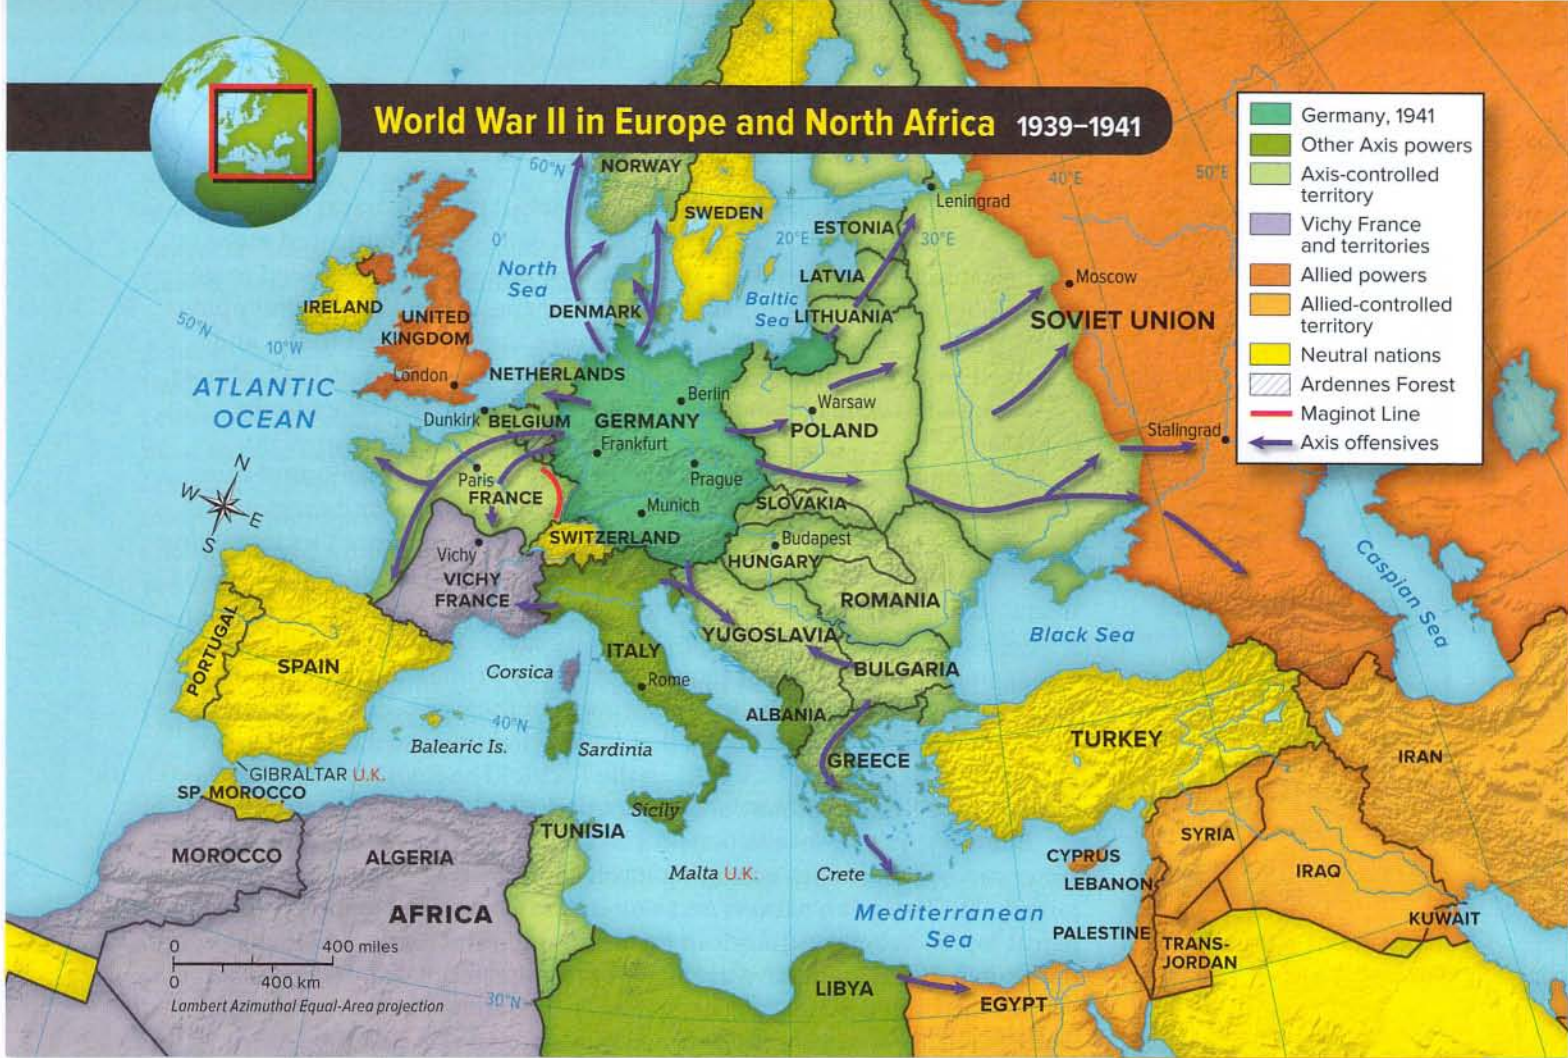 World War II in Europe and North Africa 1939–1941
Germany, 1941
Other Axis powers
Axis-controlled
territory
Vichy France
and territories
Allied powers
Allied-controlled
territory
Neutral nations
Ardennes Forest
Maginot Line
Axis offensives
60°N
NORWAY
40°E
50°E
Leningrad
SWEDEN
ESTONIA
0°
20°E
30°E
North
Sea
LATVIA
Moscow
Baltic
Sea
IRELAND
DENMARK
LITHUANIA
UNITED
KINGDOM
SOVIET UNION
50°N
10°W
London
NETHERLANDS
ATLANTIC
OCEAN
Berlin
Warsaw
Dunkirk
BELGIUM
GERMANY
POLAND
Stalingrad
Frankfurt
N
W
E
S
Paris
FRANCE
Prague
SLOVAKIA
Munich
SWITZERLAND
Budapest
Vichy
HUNGARY
VICHY
FRANCE
ROMANIA
Caspian Sea
PORTUGAL
SPAIN
YUGOSLAVIA
Black Sea
ITALY
BULGARIA
Corsica
Rome
ALBANIA
40°N
Balearic Is.
Sardinia
TURKEY
IRAN
GREECE
GIBRALTAR U.K.
SP. MOROCCO
Sicily
TUNISIA
SYRIA
MOROCCO
ALGERIA
CYPRUS
Malta U.K.
Crete
LEBANON
IRAQ
AFRICA
Mediterranean
Sea
KUWAIT
PALESTINE
TRANS-
JORDAN
0 400 miles
0 400 km
Lambert Azimuthal Equal-Area projection
30°N
LIBYA
EGYPT